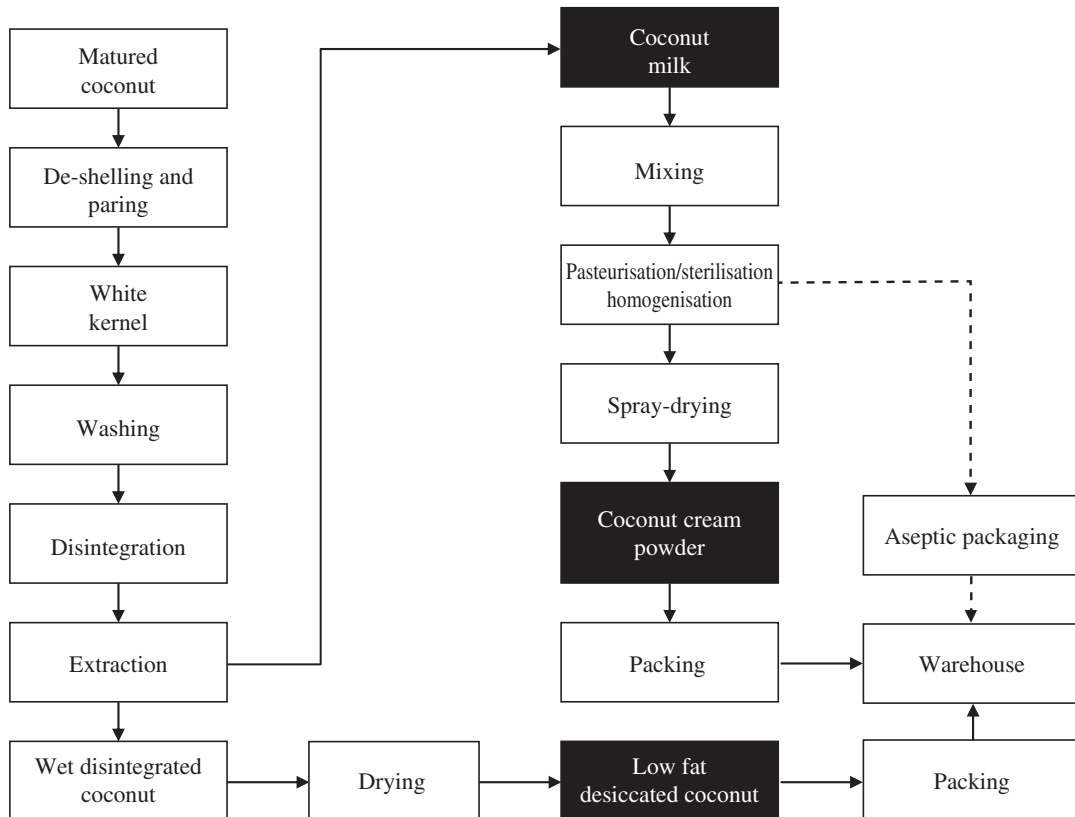 Matured
coconut
De-shelling and
paring
White
kernel
Washing
Disintegration
Extraction
Wet disintegrated
coconut
Drying
Coconut
milk
Mixing
Pasteurisation/sterilisation
homogenisation
Spray-drying
Coconut cream
powder
Packing
Low fat
desiccated coconut
Aseptic packaging
Warehouse
Packing